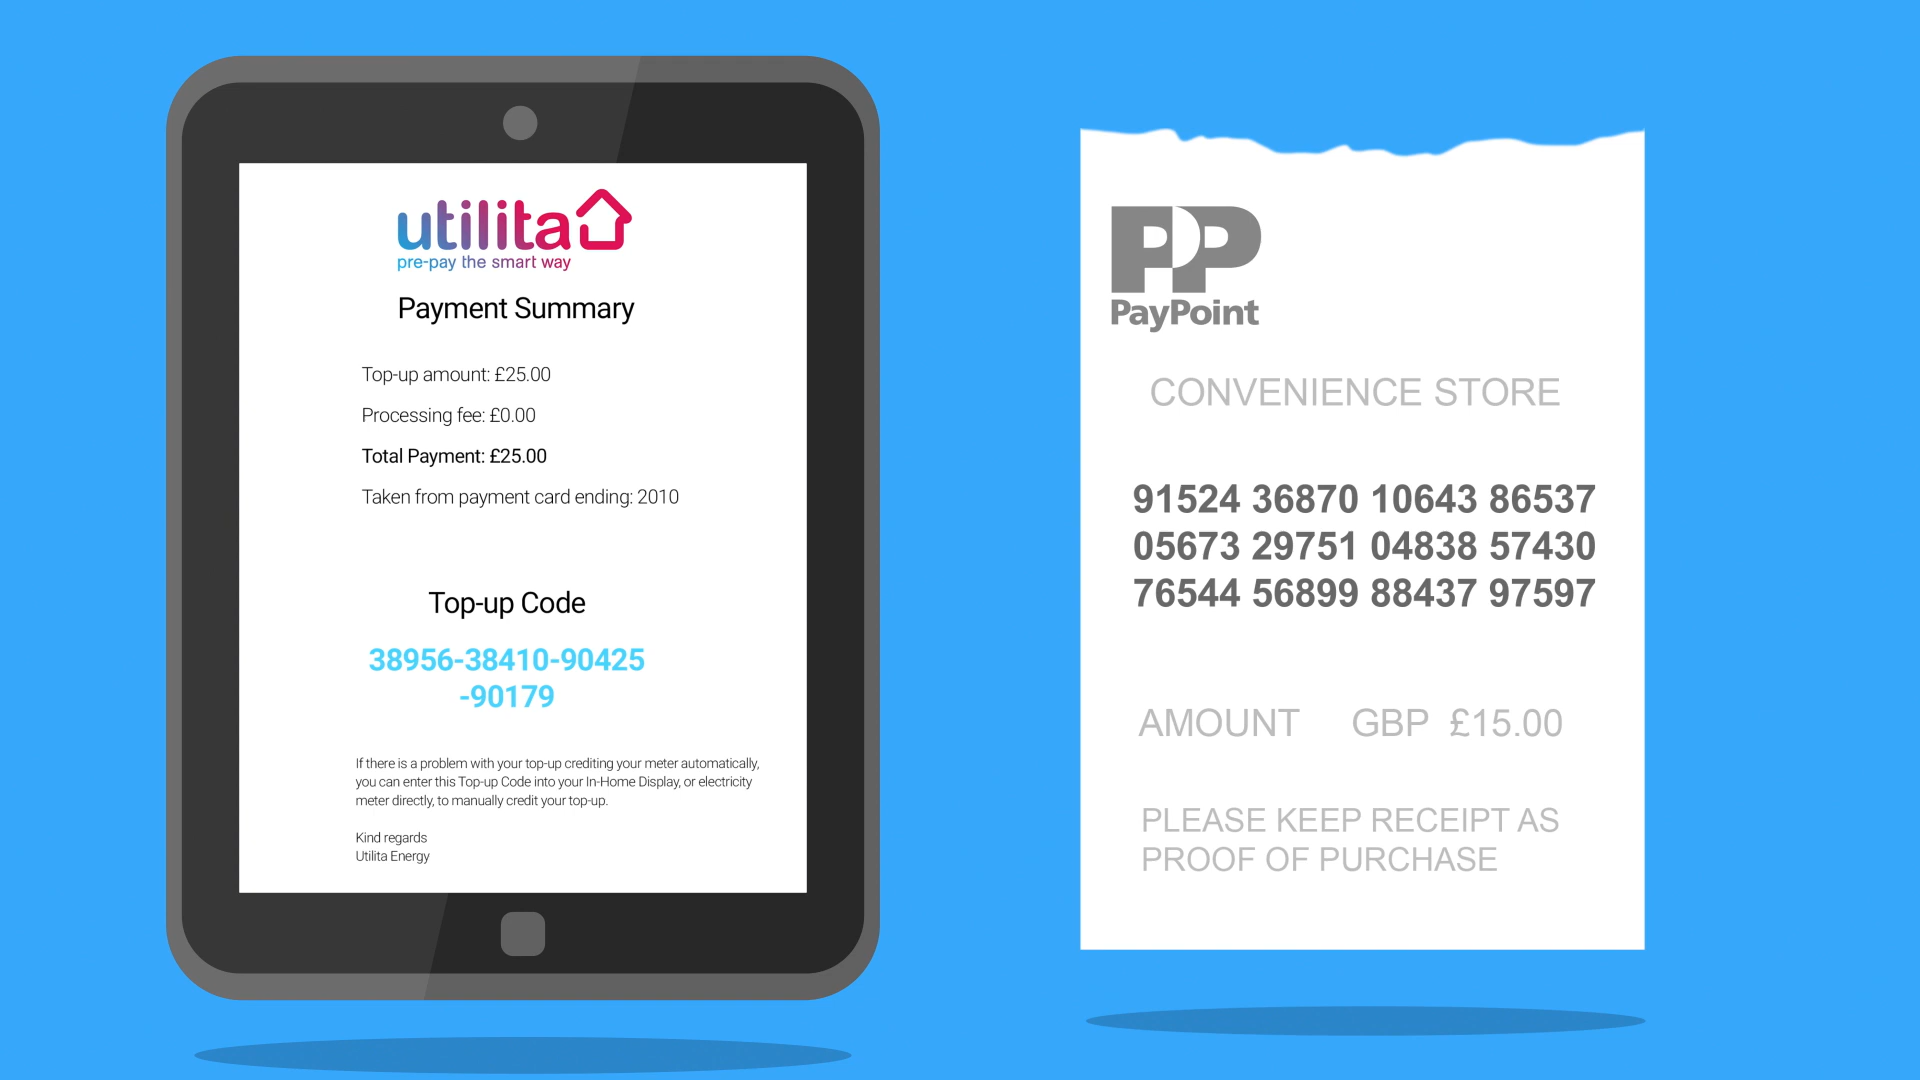 utilita
pre-pay the smart way
Payment Summary
Top-up amount: £25.00
Processing fee: £0.00
Total Payment: £25.00
Taken from payment card ending: 2010
Top-up Code
38956-38410-90425
-90179
If there is a problem with your top-up crediting your meter automatically,
you can enter this Top-up Code into your In-Home Display, or electricity
meter directly, to manually credit your top-up.
Kind regards
Utilita Energy
PP
PayPoint
CONVENIENCE STORE
91524 36870 10643 86537
05673 29751 04838 57430
76544 56899 88437 97597
AMOUNT GBP £15.00
PLEASE KEEP RECEIPT AS
PROOF OF PURCHASE